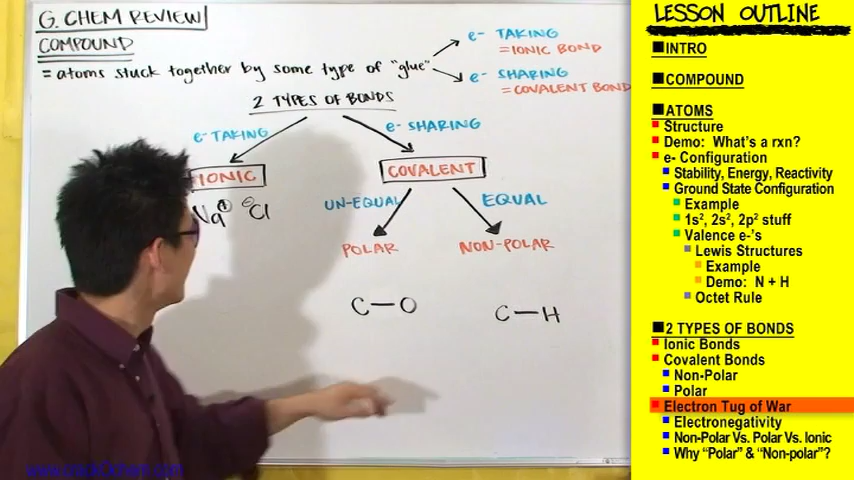 G. CHEM REVIEW
COMPOUND
= atoms stuck together by some type of "glue"
e- TAKING
= IONIC BOND
e- SHARING
= COVALENT BOND
2 TYPES OF BONDS
e- TAKING
e- SHARING
IONIC
COVALENT
Na⊕ ⊖Cl
UN-EQUAL
EQUAL
POLAR
NON-POLAR
C—O
C—H
LESSON OUTLINE
INTRO
COMPOUND
ATOMS
Structure
Demo: What's a rxn?
e- Configuration
Stability, Energy, Reactivity
Ground State Configuration
Example
1s², 2s², 2p² stuff
Valence e-'s
Lewis Structures
Example
Demo: N + H
Octet Rule
2 TYPES OF BONDS
Ionic Bonds
Covalent Bonds
Non-Polar
Polar
Electron Tug of War
Electronegativity
Non-Polar Vs. Polar Vs. Ionic
Why "Polar" & "Non-polar"?